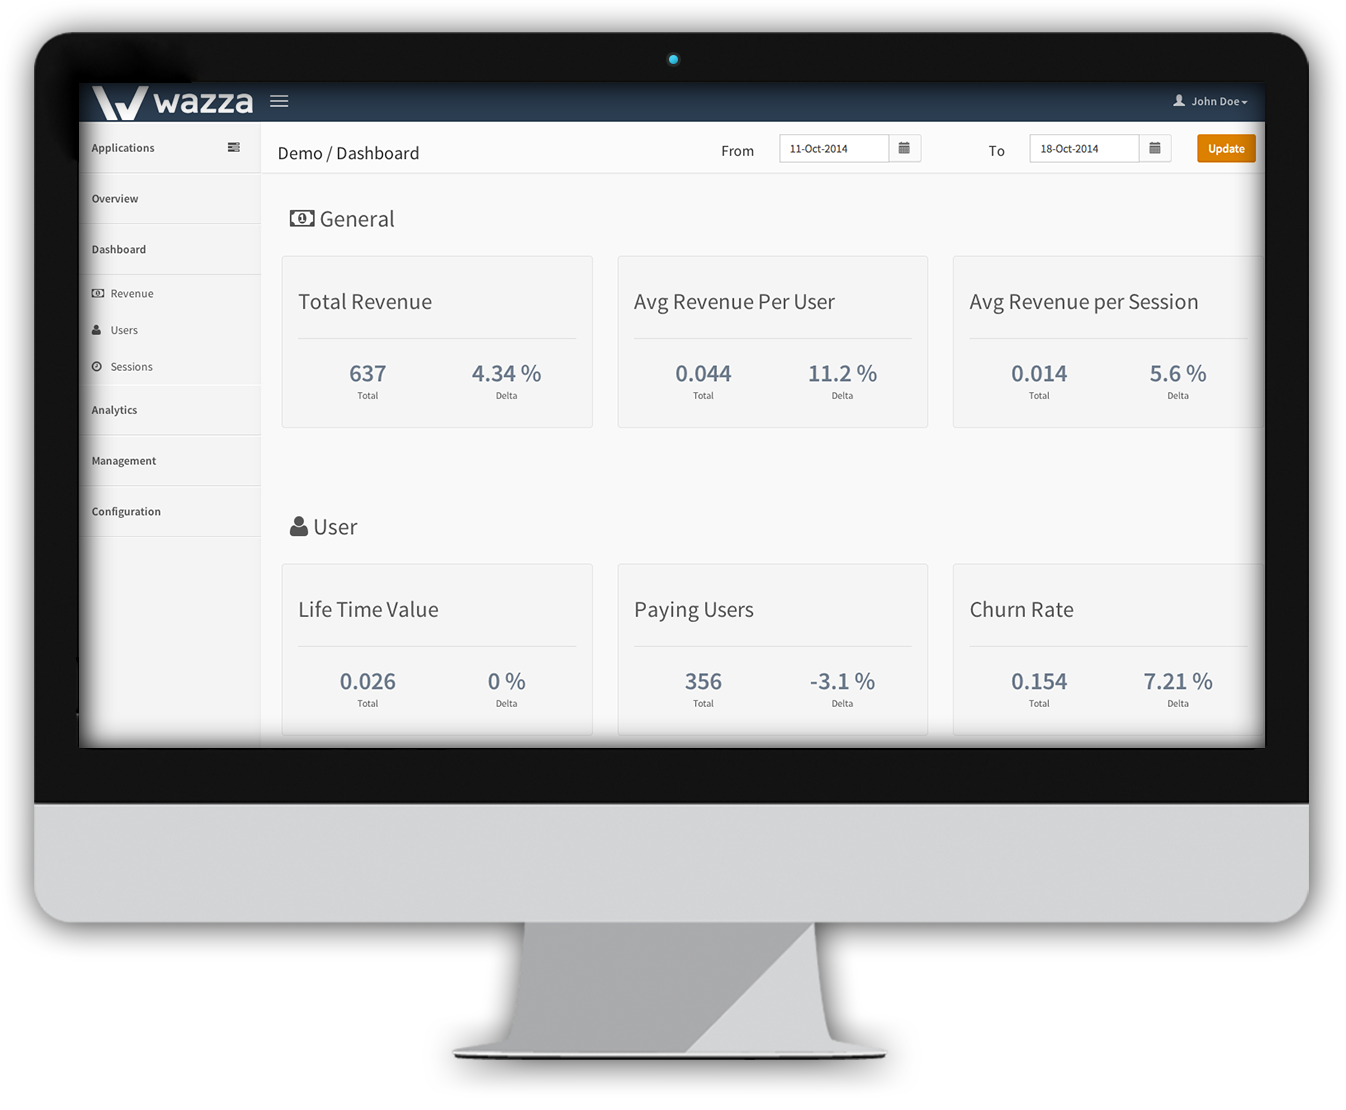 wazza
John Doe
Applications
Demo / Dashboard
From
11-Oct-2014
To
18-Oct-2014
Update
Overview
Dashboard
Revenue
Users
Sessions
Analytics
Management
Configuration
General
Total Revenue
637
Total
4.34 %
Delta
Avg Revenue Per User
0.044
Total
11.2 %
Delta
Avg Revenue per Session
0.014
Total
5.6 %
Delta
User
Life Time Value
0.026
Total
0 %
Delta
Paying Users
356
Total
-3.1 %
Delta
Churn Rate
0.154
Total
7.21 %
Delta